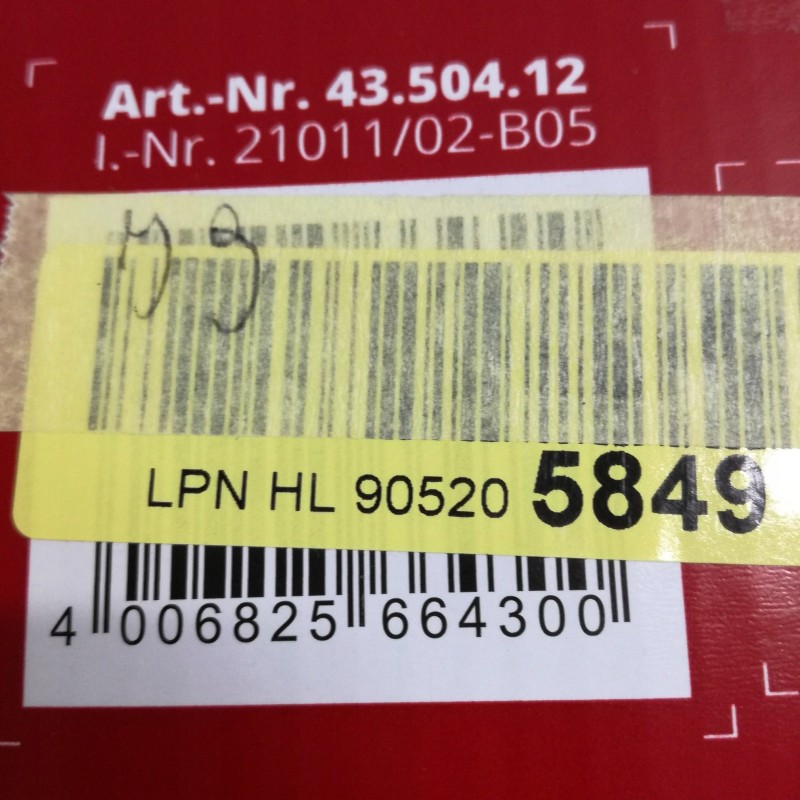 Art.-Nr. 43.504.12
I.-Nr. 21011/02-B05
LPN HL 90520 5849
4 006825 664300